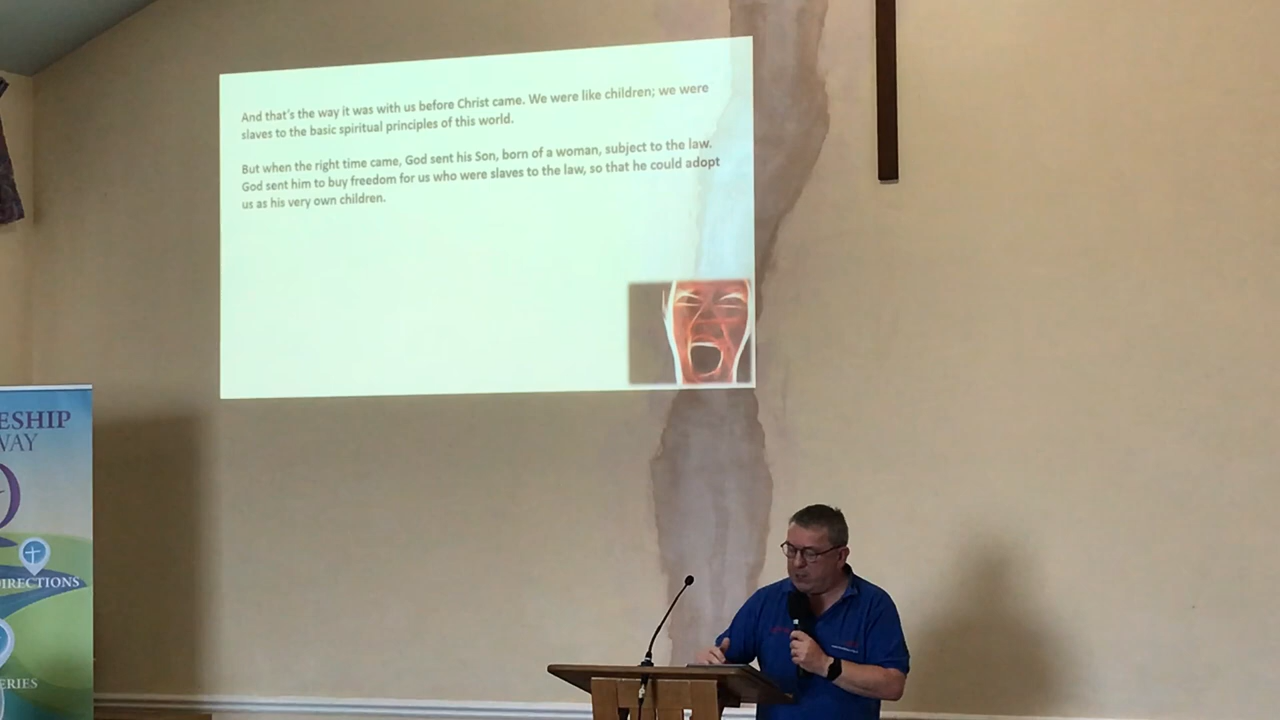 And that's the way it was with us before Christ came. We were like children; we were
slaves to the basic spiritual principles of this world.
But when the right time came, God sent his Son, born of a woman, subject to the law.
God sent him to buy freedom for us who were slaves to the law, so that he could adopt
us as his very own children.
ESHIP
WAY
IRECTIONS
ERIES